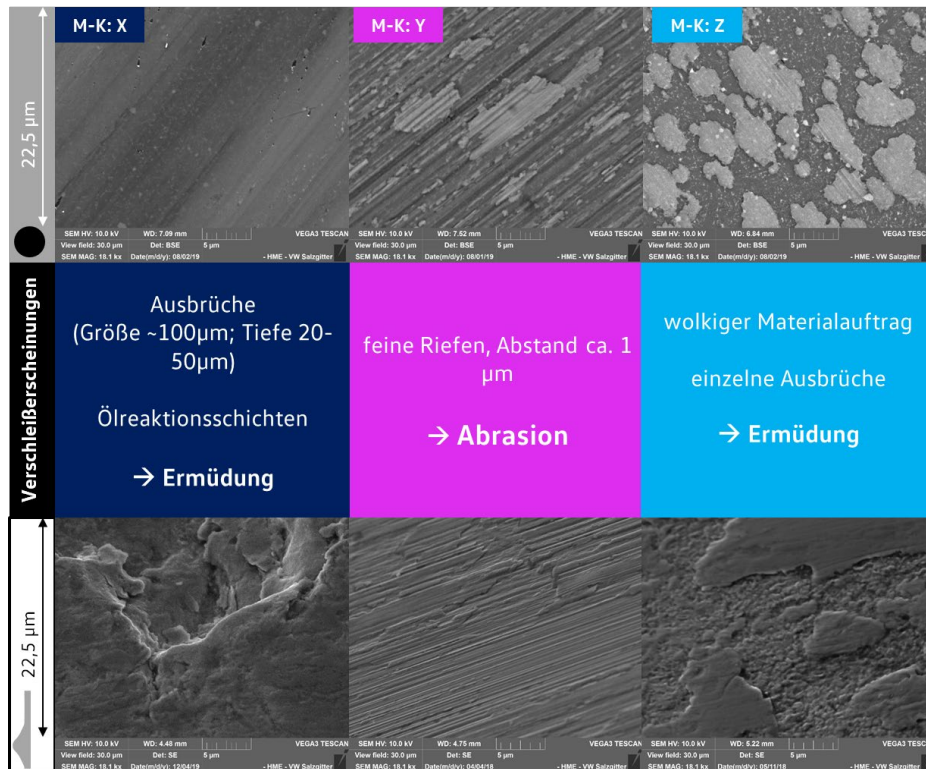 M-K: X
M-K: Y
M-K: Z
22,5 µm
SEM HV: 10.0 kV WD: 7.09 mm VEGA3 TESCAN
View field: 30.0 µm Det: BSE 5 µm
SEM MAG: 18.1 kx Date(m/d/y): 08/02/19 - HME - VW Salzgitter
SEM HV: 10.0 kV WD: 7.52 mm VEGA3 TESCAN
View field: 30.0 µm Det: BSE 5 µm
SEM MAG: 18.1 kx Date(m/d/y): 08/01/19 - HME - VW Salzgitter
SEM HV: 10.0 kV WD: 6.84 mm VEGA3 TESCAN
View field: 30.0 µm Det: BSE 5 µm
SEM MAG: 18.1 kx Date(m/d/y): 06/02/19 - HME - VW Salzgitter
Verschleißerscheinungen
Ausbrüche
(Größe ~100µm; Tiefe 20-
50µm)
Ölreaktionsschichten
→ Ermüdung
feine Riefen, Abstand ca. 1
µm
→ Abrasion
wolkiger Materialauftrag
einzelne Ausbrüche
→ Ermüdung
22,5 µm
SEM HV: 10.0 kV WD: 4.48 mm VEGA3 TESCAN
View field: 30.0 µm Det: SE 5 µm
SEM MAG: 18.1 kx Date(m/d/y): 12/04/19 - HME - VW Salzgitter
SEM HV: 10.0 kV WD: 4.75 mm VEGA3 TESCAN
View field: 30.0 µm Det: SE 5 µm
SEM MAG: 18.1 kx Date(m/d/y): 04/04/18 - HME - VW Salzgitter
SEM HV: 10.0 kV WD: 5.22 mm VEGA3 TESCAN
View field: 30.0 µm Det: SE 5 µm
SEM MAG: 18.1 kx Date(m/d/y): 05/11/18 - HME - VW Salzgitter